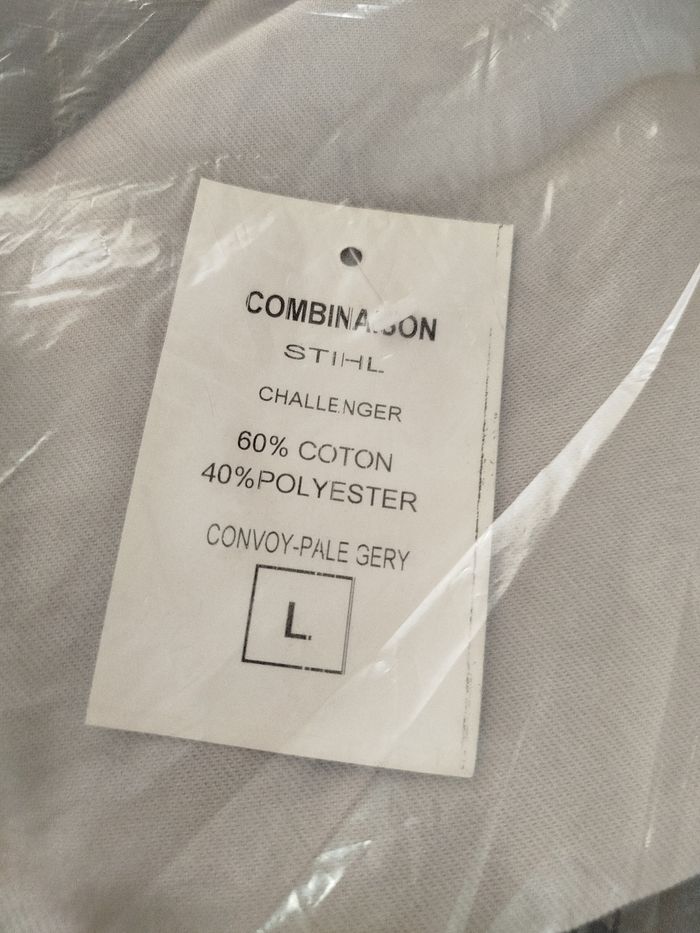 COMBINAISON
STIHL
CHALLENGER
60% COTON
40%POLYESTER
CONVOY-PALE GERY
L